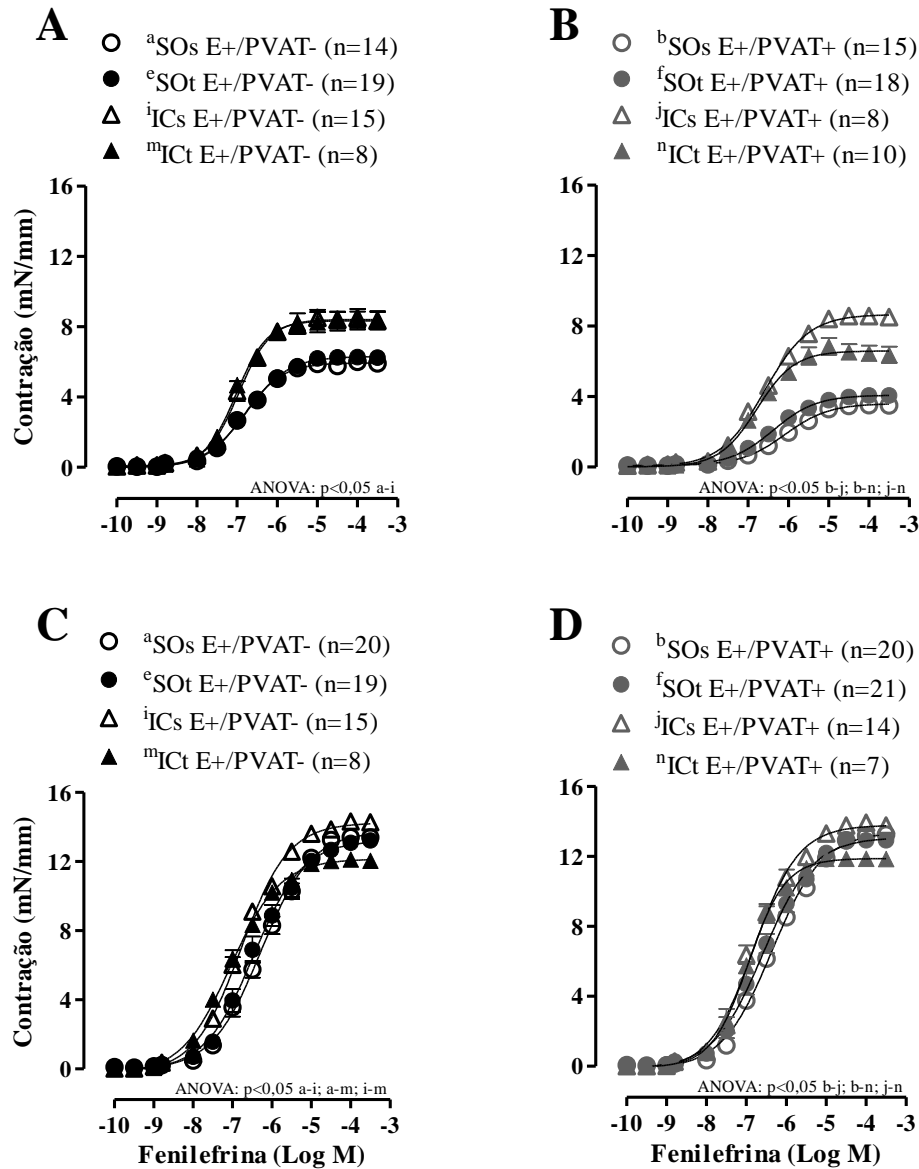 A
ᵃSOs E+/PVAT- (n=14)
ᵉSOt E+/PVAT- (n=19)
ⁱICs E+/PVAT- (n=15)
ᵐICt E+/PVAT- (n=8)
16
12
8
4
0
Contração (mN/mm)
ANOVA: p<0,05 a-i
-10 -9 -8 -7 -6 -5 -4 -3
B
ᵇSOs E+/PVAT+ (n=15)
ᶠSOt E+/PVAT+ (n=18)
ʲICs E+/PVAT+ (n=8)
ⁿICt E+/PVAT+ (n=10)
16
12
8
4
0
ANOVA: p<0.05 b-j; b-n; j-n
-10 -9 -8 -7 -6 -5 -4 -3
C
ᵃSOs E+/PVAT- (n=20)
ᵉSOt E+/PVAT- (n=19)
ⁱICs E+/PVAT- (n=15)
ᵐICt E+/PVAT- (n=8)
16
12
8
4
0
Contração (mN/mm)
ANOVA: p<0,05 a-i; a-m; i-m
-10 -9 -8 -7 -6 -5 -4 -3
Fenilefrina (Log M)
D
ᵇSOs E+/PVAT+ (n=20)
ᶠSOt E+/PVAT+ (n=21)
ʲICs E+/PVAT+ (n=14)
ⁿICt E+/PVAT+ (n=7)
16
12
8
4
0
ANOVA: p<0,05 b-j; b-n; j-n
-10 -9 -8 -7 -6 -5 -4 -3
Fenilefrina (Log M)